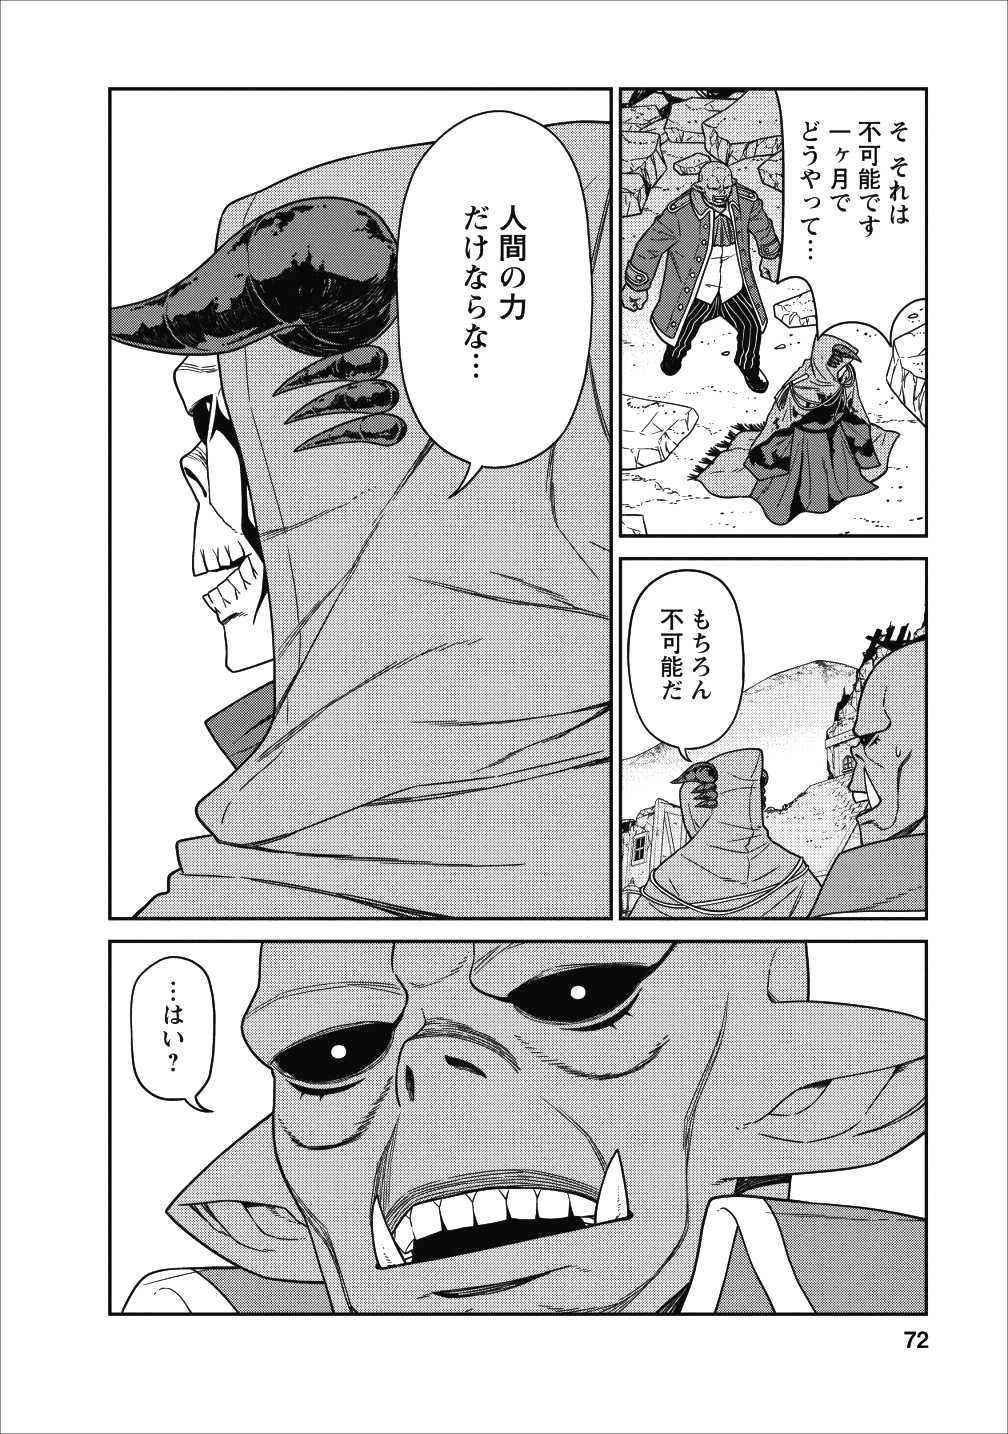 そ それは
不可能です
一ヶ月で
どうやって…
もちろん
不可能だ
人間の力
だけならな…
…はい？
72